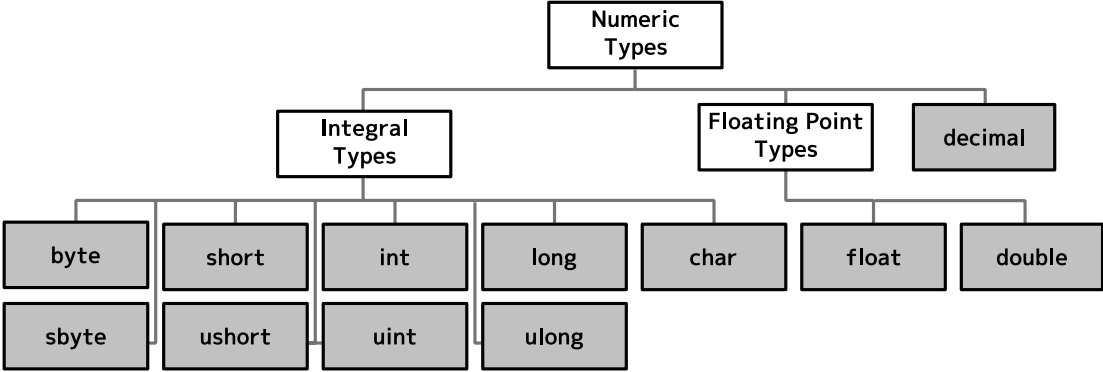 Numeric
Types
Integral
Types
Floating Point
Types
decimal
byte
short
int
long
char
float
double
sbyte
ushort
uint
ulong